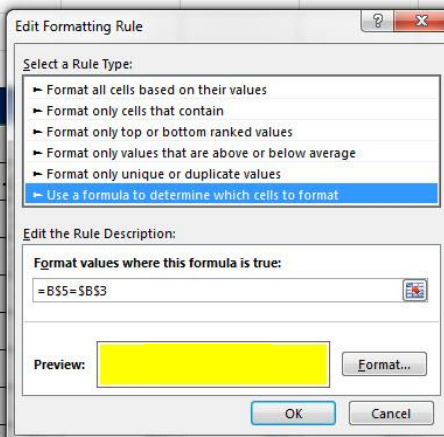 Edit Formatting Rule
Select a Rule Type:
► Format all cells based on their values
► Format only cells that contain
► Format only top or bottom ranked values
► Format only values that are above or below average
► Format only unique or duplicate values
► Use a formula to determine which cells to format
Edit the Rule Description:
Format values where this formula is true:
=B$5=$B$3
Preview:
Format...
OK Cancel